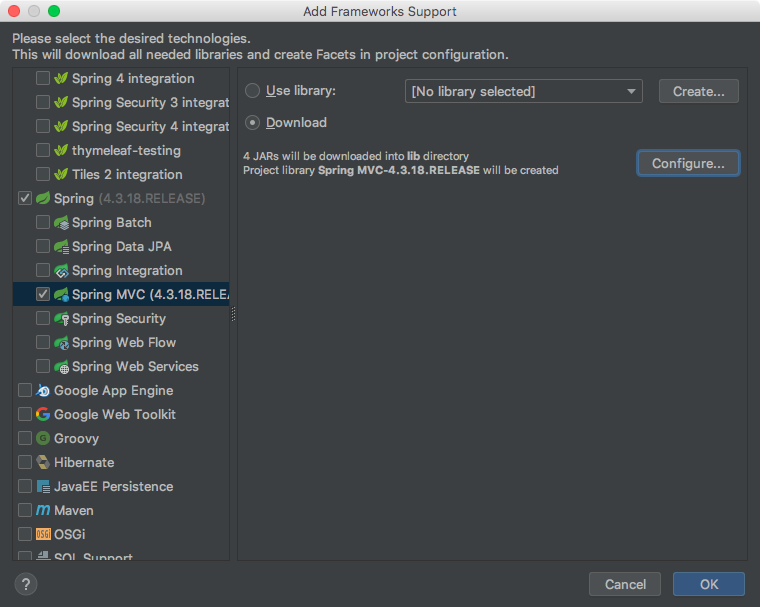 Add Frameworks Support
Please select the desired technologies.
This will download all needed libraries and create Facets in project configuration.
Spring 4 integration
Spring Security 3 integrat
Spring Security 4 integrat
thymeleaf-testing
Tiles 2 integration
Spring (4.3.18.RELEASE)
Spring Batch
Spring Data JPA
Spring Integration
Spring MVC (4.3.18.RELEA
Spring Security
Spring Web Flow
Spring Web Services
Google App Engine
Google Web Toolkit
Groovy
Hibernate
JavaEE Persistence
Maven
OSGi
SQL Support
Use library:
[No library selected]
Create...
Download
4 JARs will be downloaded into lib directory
Project library Spring MVC-4.3.18.RELEASE will be created
Configure...
?
Cancel
OK